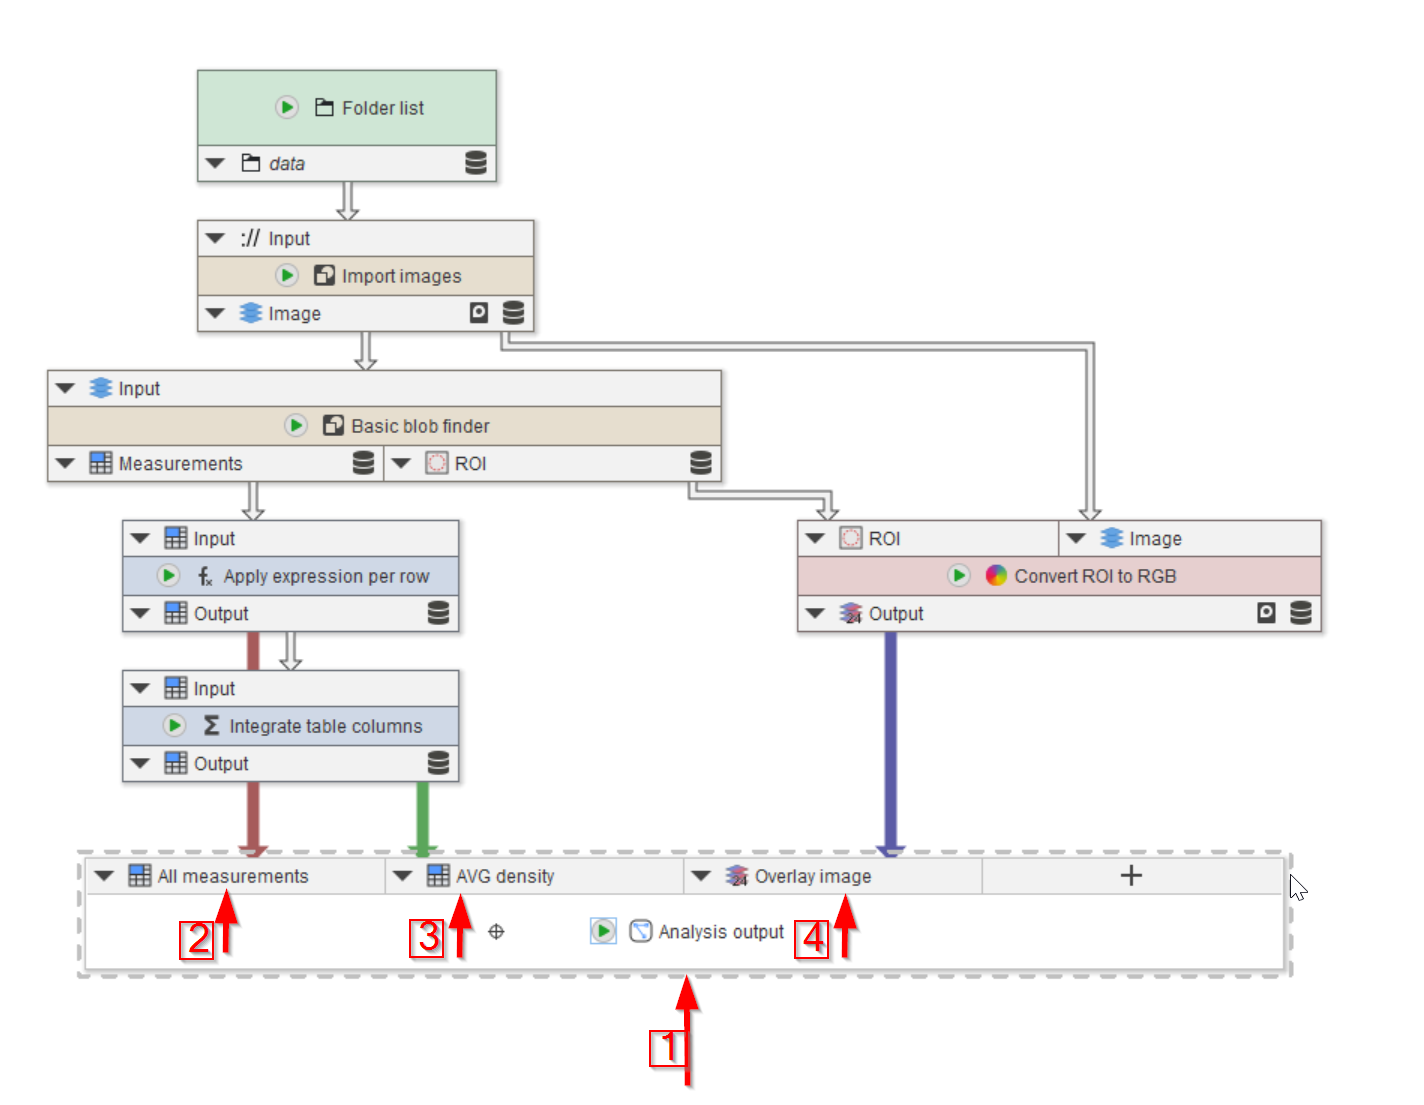 Folder list
data
:// Input
Import images
Image
Input
Basic blob finder
Measurements ROI
Input
Apply expression per row
Output
ROI Image
Convert ROI to RGB
24 Output
Input
Σ Integrate table columns
Output
All measurements AVG density 24 Overlay image +
2 3 Analysis output 4
1